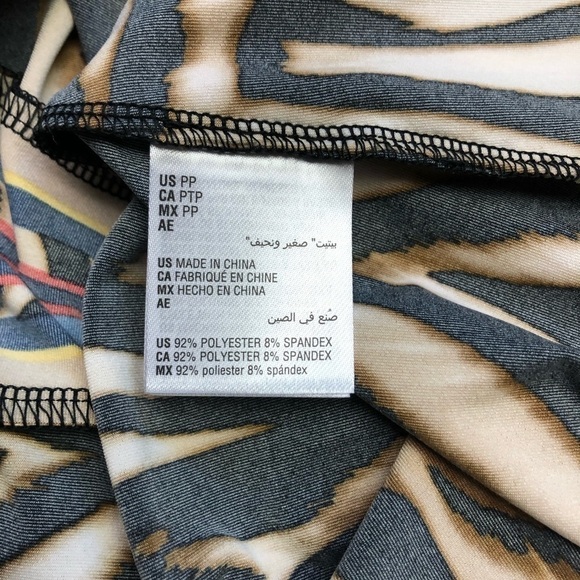 US PP
CA PTP
MX PP
AE
بيتيت" صغير ونحيف"
US MADE IN CHINA
CA FABRIQUÉ EN CHINE
MX HECHO EN CHINA
AE
صُنع في الصين
US 92% POLYESTER 8% SPANDEX
CA 92% POLYESTER 8% SPANDEX
MX 92% poliester 8% spándex